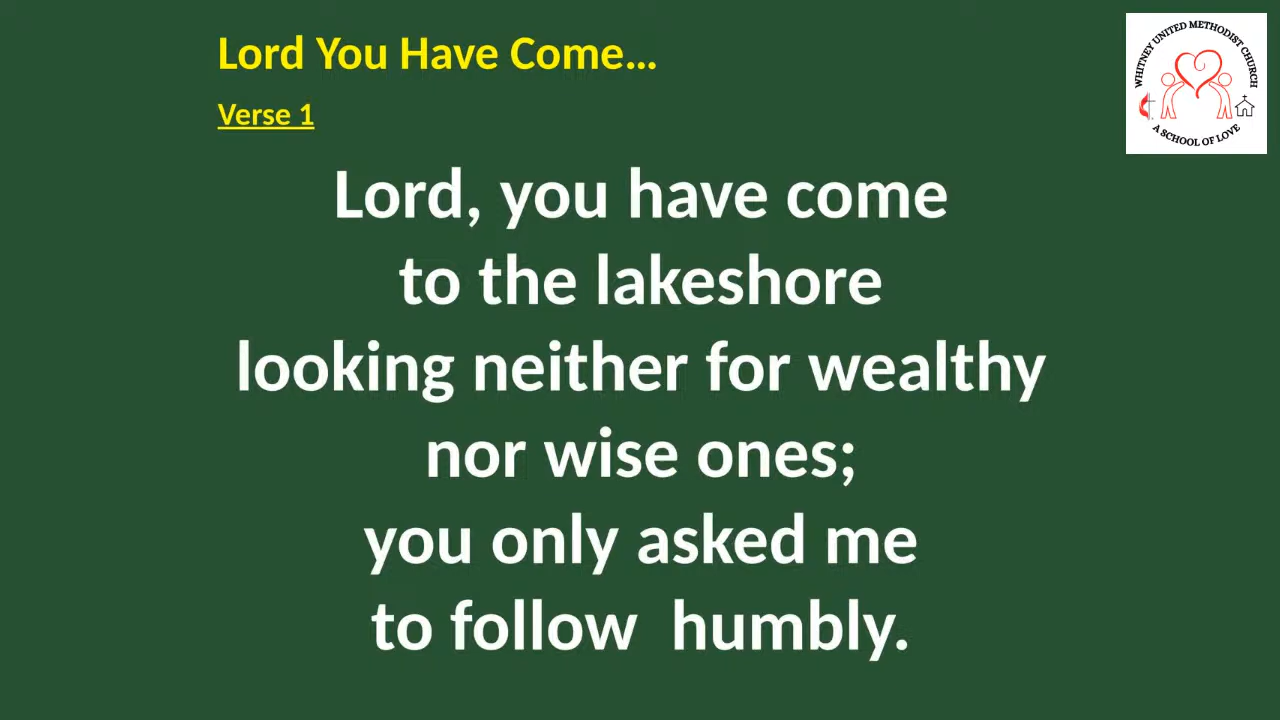 Lord You Have Come…
Verse 1
WHITNEY UNITED METHODIST CHURCH
A SCHOOL OF LOVE
Lord, you have come
to the lakeshore
looking neither for wealthy
nor wise ones;
you only asked me
to follow  humbly.